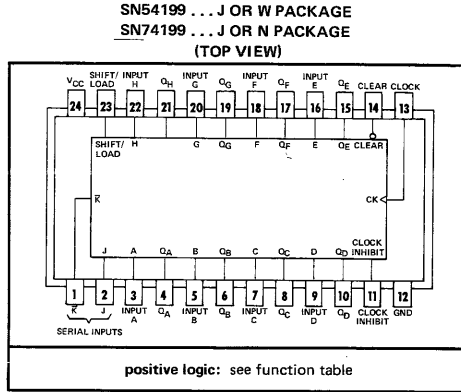 SN54199 ... J OR W PACKAGE
SN74199 ... J OR N PACKAGE
(TOP VIEW)
SHIFT/ INPUT INPUT INPUT INPUT
VCC LOAD H QH G QG F QF E QE CLEAR CLOCK
24 23 22 21 20 19 18 17 16 15 14 13
SHIFT/ H G QG F QF E QE CLEAR
LOAD
K̅ CK
CLOCK
J A QA B QB C QC D QD INHIBIT
1 2 3 4 5 6 7 8 9 10 11 12
K̅ J INPUT QA INPUT QB INPUT QC INPUT QD CLOCK GND
A B C D INHIBIT
SERIAL INPUTS
positive logic: see function table